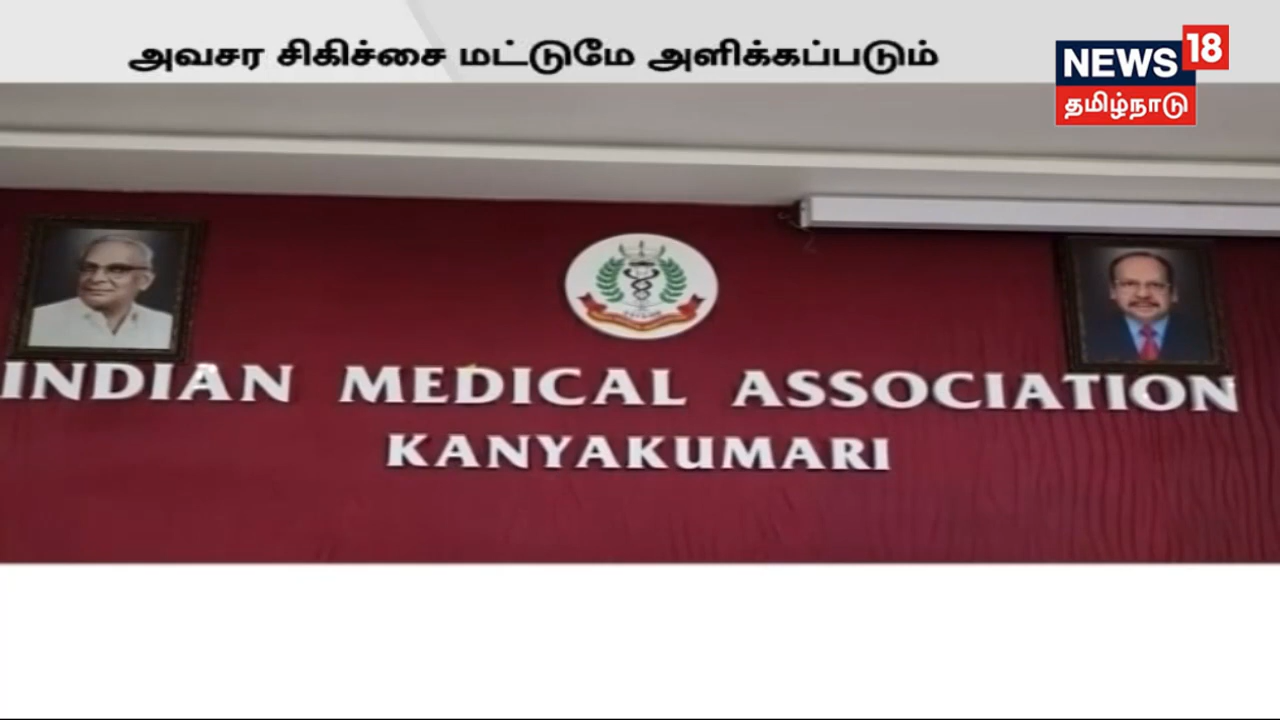 அவசர சிகிச்சை மட்டுமே அளிக்கப்படும்
NEWS 18
தமிழ்நாடு
INDIAN MEDICAL ASSOCIATION
KANYAKUMARI